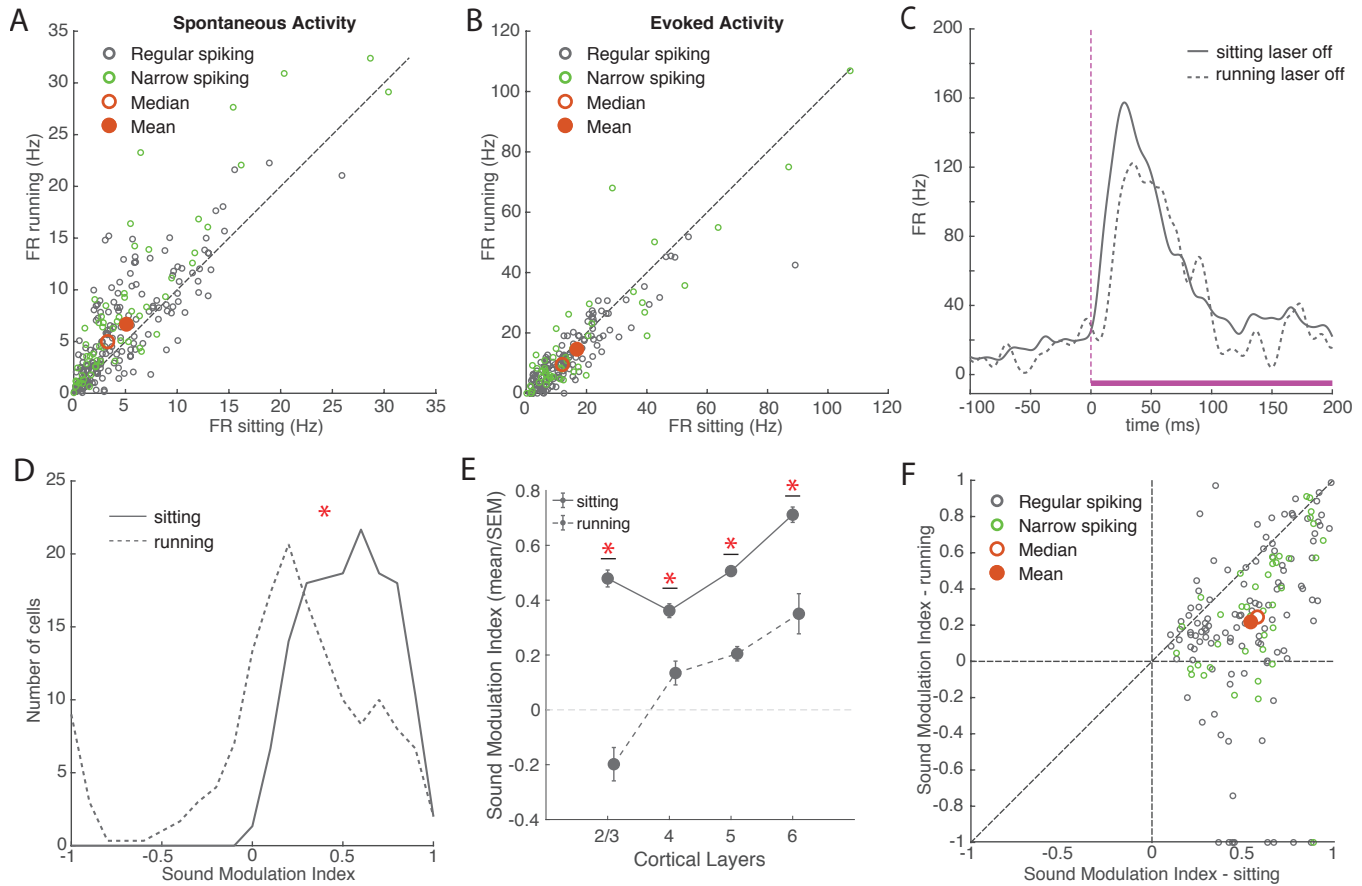 A
Spontaneous Activity
35
30
25
20
15
10
5
0
FR running (Hz)
Regular spiking
Narrow spiking
Median
Mean
0 5 10 15 20 25 30 35
FR sitting (Hz)
B
Evoked Activity
120
100
80
60
40
20
0
FR running (Hz)
Regular spiking
Narrow spiking
Median
Mean
0 20 40 60 80 100 120
FR sitting (Hz)
C
200
160
120
80
40
0
FR (Hz)
sitting laser off
running laser off
-100 -50 0 50 100 150 200
time (ms)
D
25
20
15
10
5
0
Number of cells
sitting
running
*
-1 -0.5 0 0.5 1
Sound Modulation Index
E
0.8
0.6
0.4
0.2
0
-0.2
-0.4
Sound Modulation Index (mean/SEM)
sitting
running
* * * *
2/3 4 5 6
Cortical Layers
F
1
0.8
0.6
0.4
0.2
0
-0.2
-0.4
-0.6
-0.8
-1
Sound Modulation Index - running
Regular spiking
Narrow spiking
Median
Mean
-1 -0.5 0 0.5 1
Sound Modulation Index - sitting